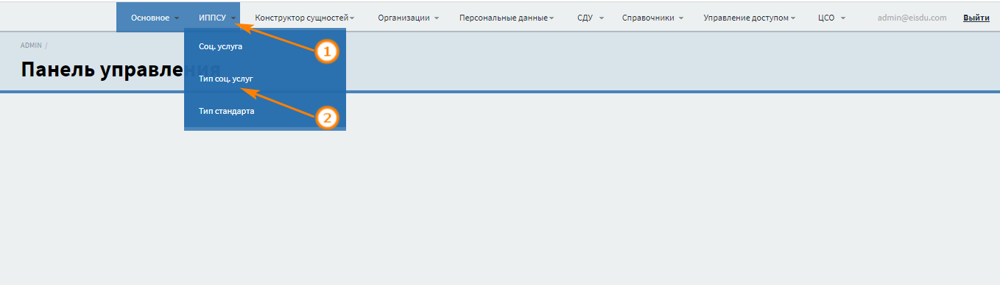 Основное ИППСУ Конструктор сущностей Организации Персональные данные СДУ Справочники Управление доступом ЦСО admin@eisdu.com Выйти
ADMIN /
Соц. услуга
1
Панель управления
Тип соц. услуг
Тип стандарта
2